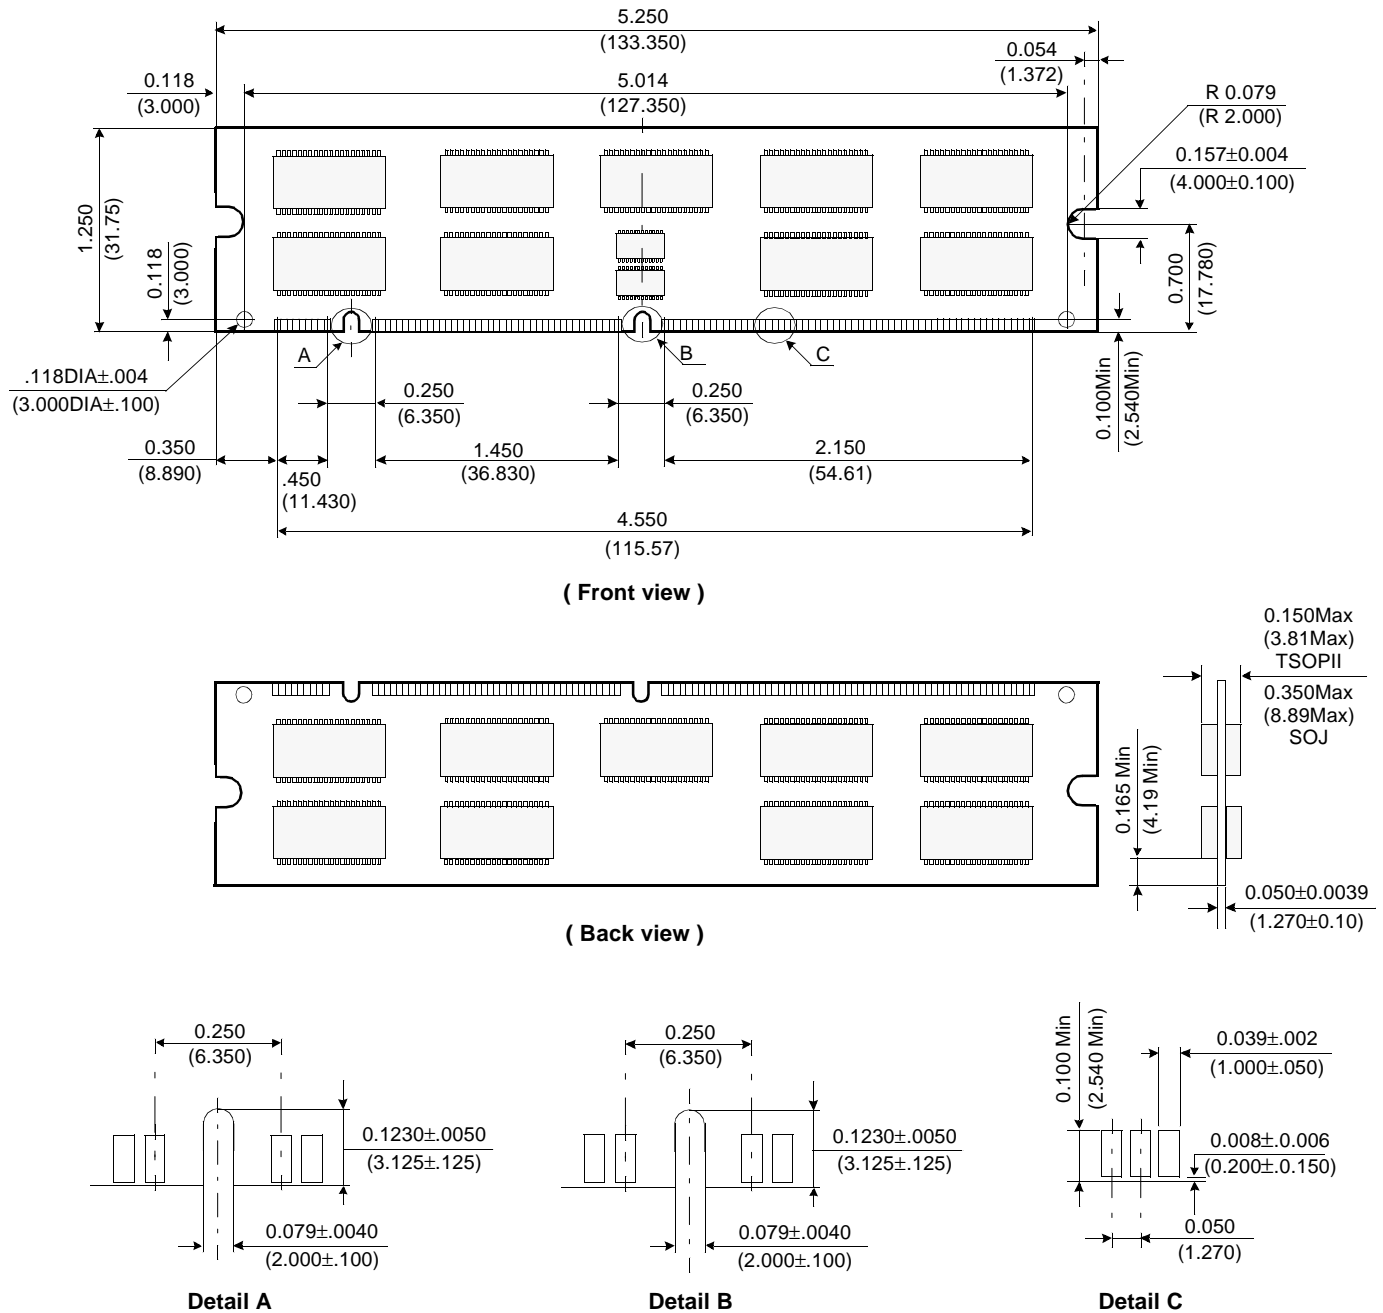 5.250
(133.350)
0.054
(1.372)
0.118
(3.000)
5.014
(127.350)
R 0.079
(R 2.000)
0.157±0.004
(4.000±0.100)
1.250
(31.75)
0.118
(3.000)
0.700
(17.780)
A
B
C
.118DIA±.004
(3.000DIA±.100)
0.250
(6.350)
0.250
(6.350)
0.100Min
(2.540Min)
0.350
(8.890)
.450
(11.430)
1.450
(36.830)
2.150
(54.61)
4.550
(115.57)
( Front view )
0.150Max
(3.81Max)
TSOPII
0.350Max
(8.89Max)
SOJ
0.165 Min
(4.19 Min)
0.050±0.0039
(1.270±0.10)
( Back view )
0.250
(6.350)
0.1230±.0050
(3.125±.125)
0.079±.0040
(2.000±.100)
Detail A
0.250
(6.350)
0.1230±.0050
(3.125±.125)
0.079±.0040
(2.000±.100)
Detail B
0.100 Min
(2.540 Min)
0.039±.002
(1.000±.050)
0.008±.006
(0.200±.150)
0.050
(1.270)
Detail C